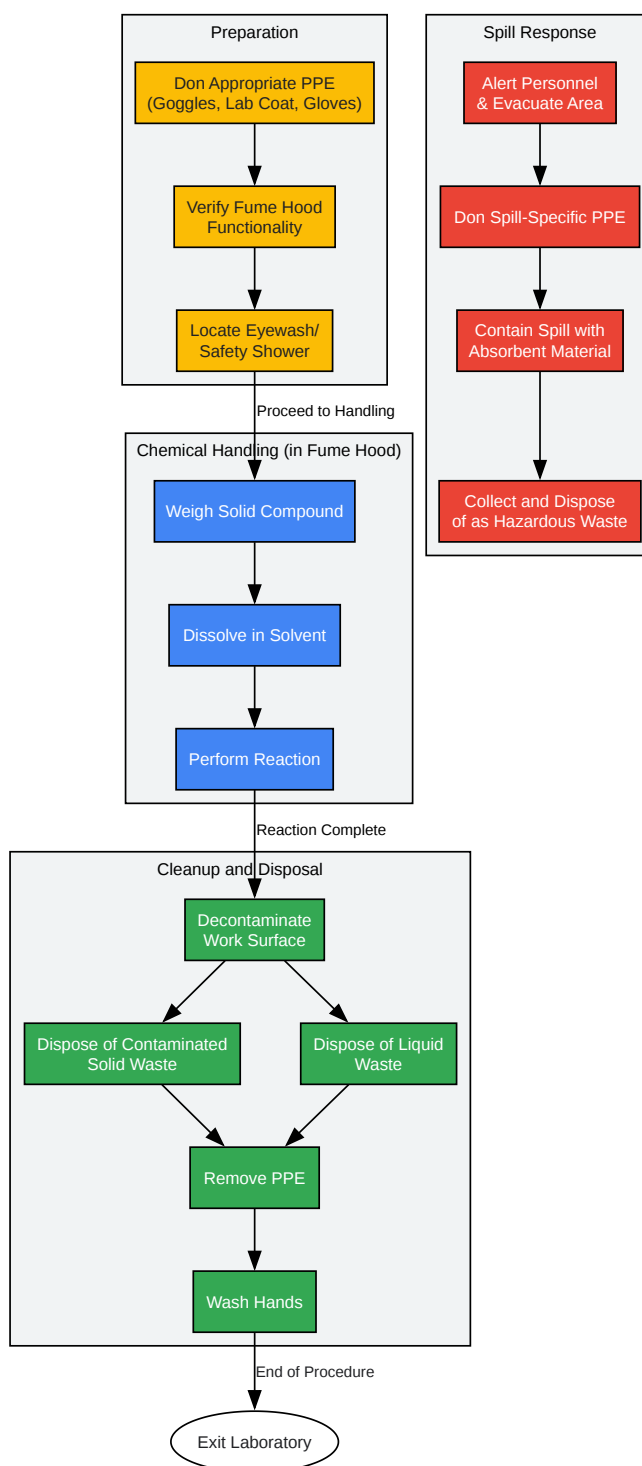 Preparation
Don Appropriate PPE
(Goggles, Lab Coat, Gloves)
Verify Fume Hood
Functionality
Locate Eyewash/
Safety Shower
Proceed to Handling
Chemical Handling (in Fume Hood)
Weigh Solid Compound
Dissolve in Solvent
Perform Reaction
Reaction Complete
Cleanup and Disposal
Decontaminate
Work Surface
Dispose of Contaminated
Solid Waste
Dispose of Liquid
Waste
Remove PPE
Wash Hands
End of Procedure
Exit Laboratory
Spill Response
Alert Personnel
& Evacuate Area
Don Spill-Specific PPE
Contain Spill with
Absorbent Material
Collect and Dispose
of as Hazardous Waste